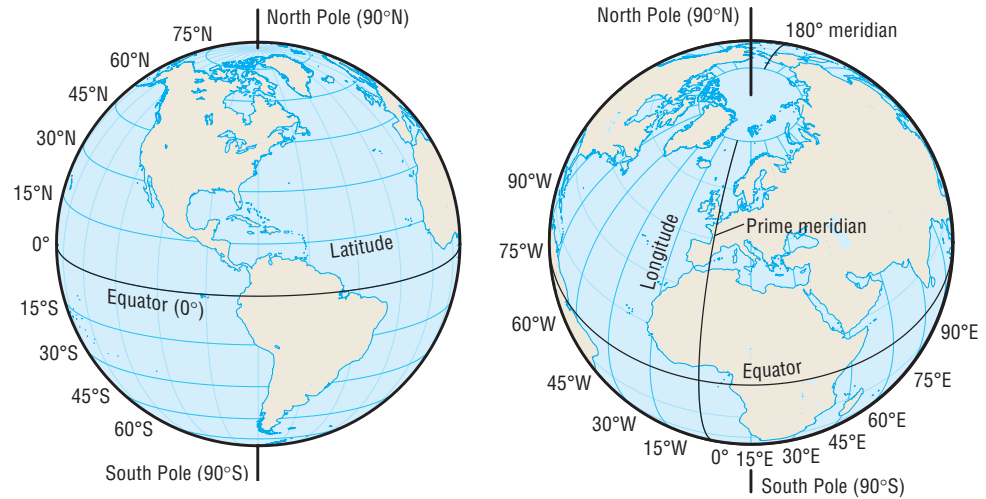 North Pole (90°N)
75°N
60°N
45°N
30°N
15°N
0°
15°S
30°S
45°S
60°S
Latitude
Equator (0°)
South Pole (90°S)
North Pole (90°N)
180° meridian
90°W
75°W
60°W
45°W
30°W
15°W
0°
15°E
30°E
45°E
60°E
75°E
90°E
Longitude
Prime meridian
Equator
South Pole (90°S)